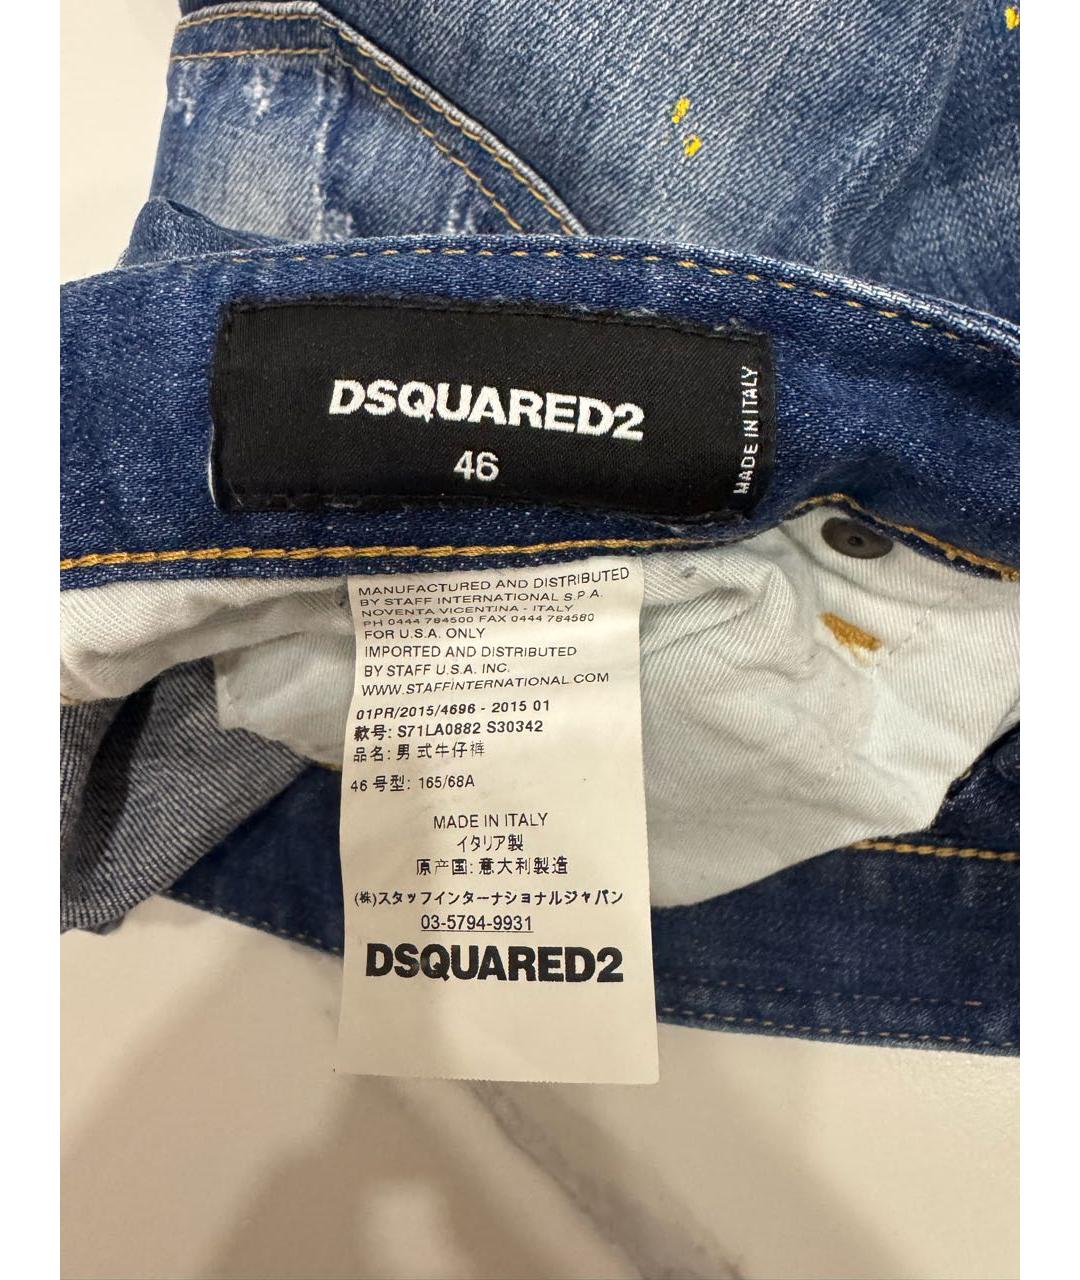 DSQUARED2
46
MADE IN ITALY
MANUFACTURED AND DISTRIBUTED
BY STAFF INTERNATIONAL S.P.A.
NOVENTA VICENTINA - ITALY
PH 0444 784500 FAX 0444 784580
FOR U.S.A. ONLY
IMPORTED AND DISTRIBUTED
BY STAFF U.S.A. INC.
WWW.STAFFINTERNATIONAL.COM
01PR/2015/4696 - 2015 01
款号: S71LA0882 S30342
品名: 男式牛仔裤
46 号型: 165/68A
MADE IN ITALY
イタリア製
原产国: 意大利製造
(株)スタッフインターナショナルジャパン
03-5794-9931
DSQUARED2